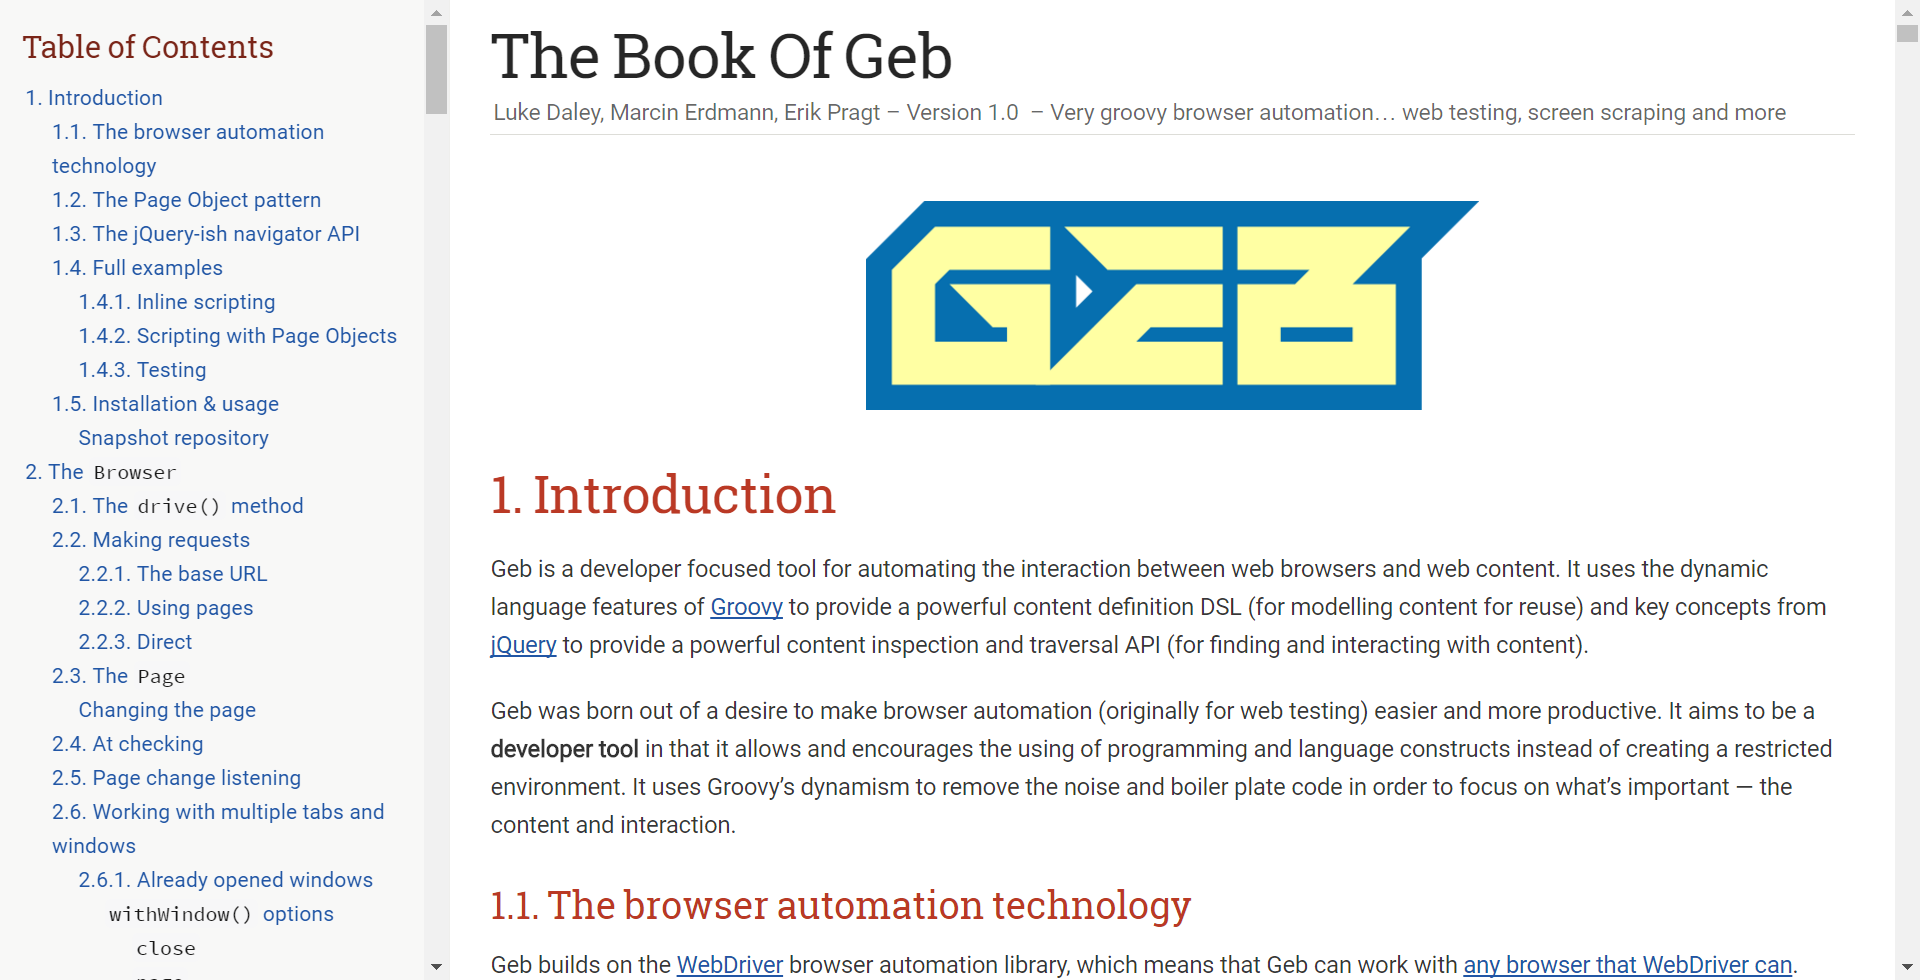 Table of Contents
1. Introduction
1.1. The browser automation
technology
1.2. The Page Object pattern
1.3. The jQuery-ish navigator API
1.4. Full examples
1.4.1. Inline scripting
1.4.2. Scripting with Page Objects
1.4.3. Testing
1.5. Installation & usage
Snapshot repository
2. The Browser
2.1. The drive() method
2.2. Making requests
2.2.1. The base URL
2.2.2. Using pages
2.2.3. Direct
2.3. The Page
Changing the page
2.4. At checking
2.5. Page change listening
2.6. Working with multiple tabs and
windows
2.6.1. Already opened windows
withWindow() options
close
The Book Of Geb
Luke Daley, Marcin Erdmann, Erik Pragt – Version 1.0 – Very groovy browser automation… web testing, screen scraping and more
GEB
1. Introduction
Geb is a developer focused tool for automating the interaction between web browsers and web content. It uses the dynamic
language features of Groovy to provide a powerful content definition DSL (for modelling content for reuse) and key concepts from
jQuery to provide a powerful content inspection and traversal API (for finding and interacting with content).
Geb was born out of a desire to make browser automation (originally for web testing) easier and more productive. It aims to be a
developer tool in that it allows and encourages the using of programming and language constructs instead of creating a restricted
environment. It uses Groovy’s dynamism to remove the noise and boiler plate code in order to focus on what’s important — the
content and interaction.
1.1. The browser automation technology
Geb builds on the WebDriver browser automation library, which means that Geb can work with any browser that WebDriver can.